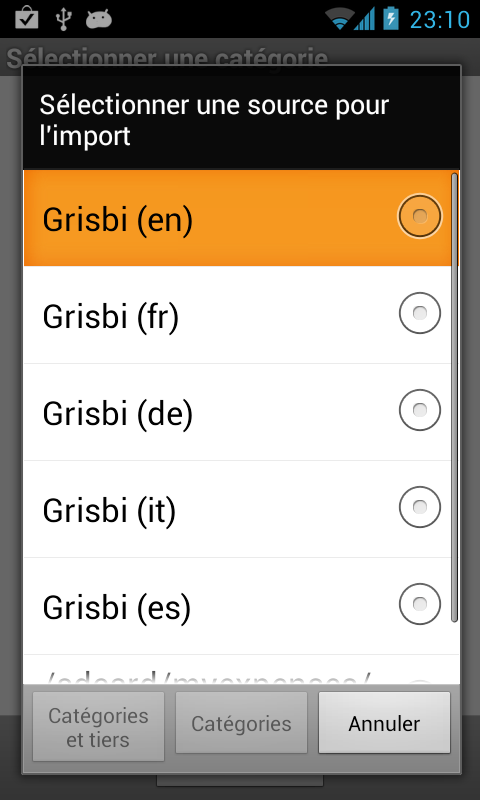 23:10
Sélectionner une catégorie
Sélectionner une source pour
l'import
Grisbi (en)
Grisbi (fr)
Grisbi (de)
Grisbi (it)
Grisbi (es)
/sdcard/myexpenses/
Catégories
et tiers
Catégories
Annuler